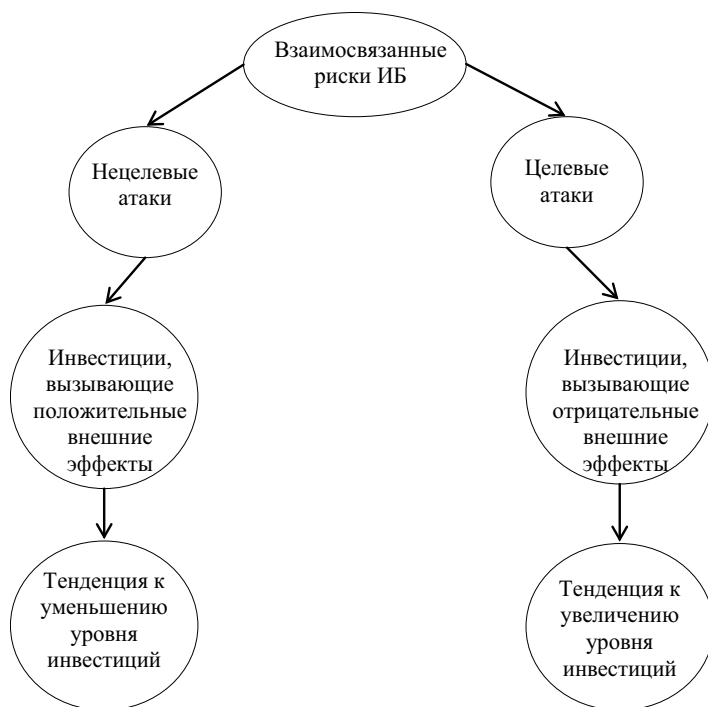 Взаимосвязанные
риски ИБ
Нецелевые
атаки
Целевые
атаки
Инвестиции,
вызывающие
положительные
внешние
эффекты
Инвестиции,
вызывающие
отрицательные
внешние
эффекты
Тенденция к
уменьшению
уровня
инвестиций
Тенденция к
увеличению
уровня
инвестиций